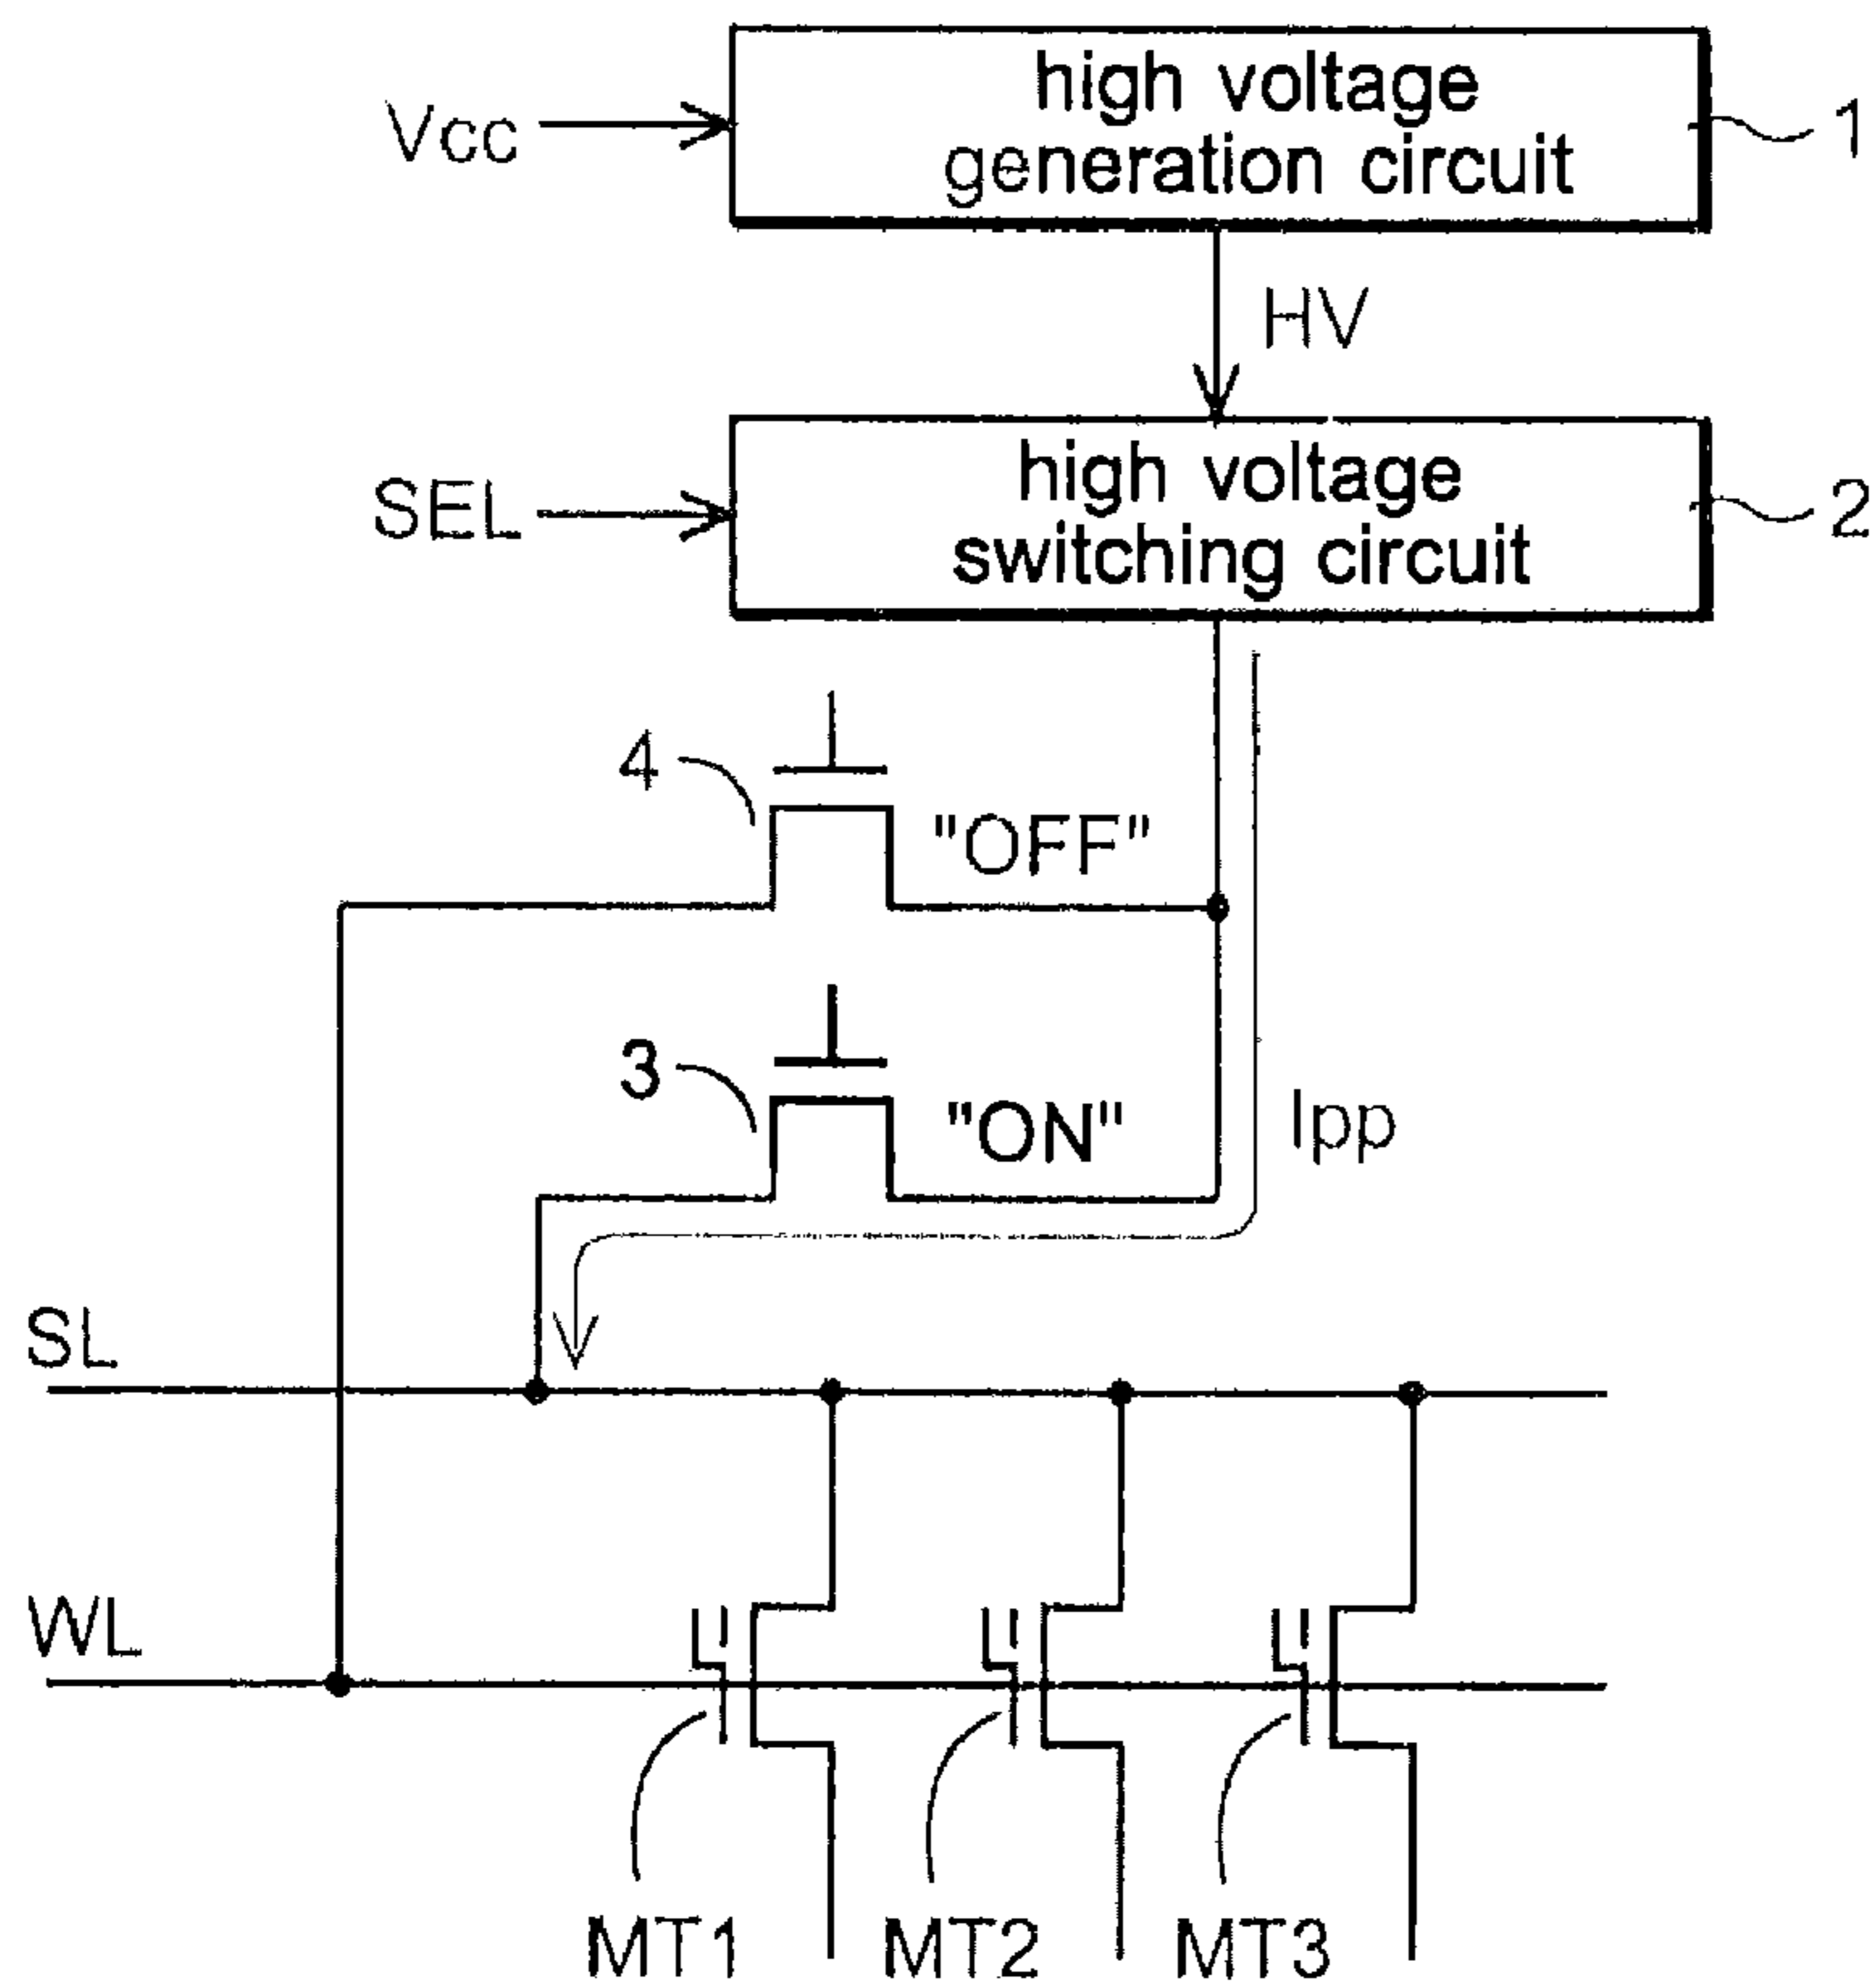 high voltage
generation circuit
Vcc
1
HV
high voltage
switching circuit
SEL
2
4
"OFF"
3
"ON"
Ipp
SL
WL
MT1
MT2
MT3